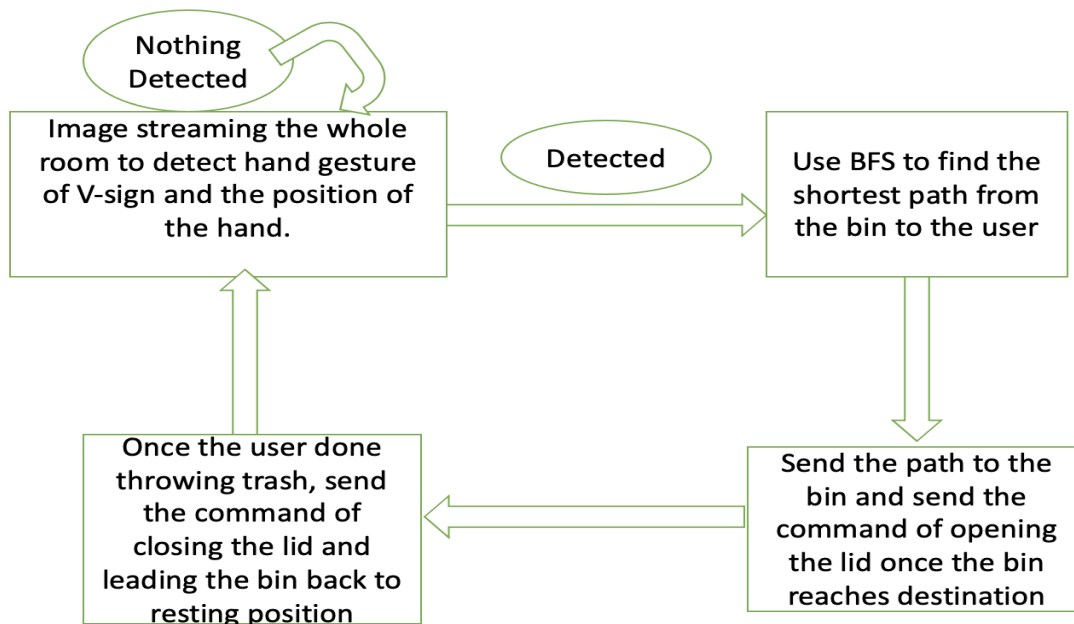 Nothing
Detected
Image streaming the whole
room to detect hand gesture
of V-sign and the position of
the hand.
Detected
Use BFS to find the
shortest path from
the bin to the user
Once the user done
throwing trash, send
the command of
closing the lid and
leading the bin back to
resting position
Send the path to the
bin and send the
command of opening
the lid once the bin
reaches destination